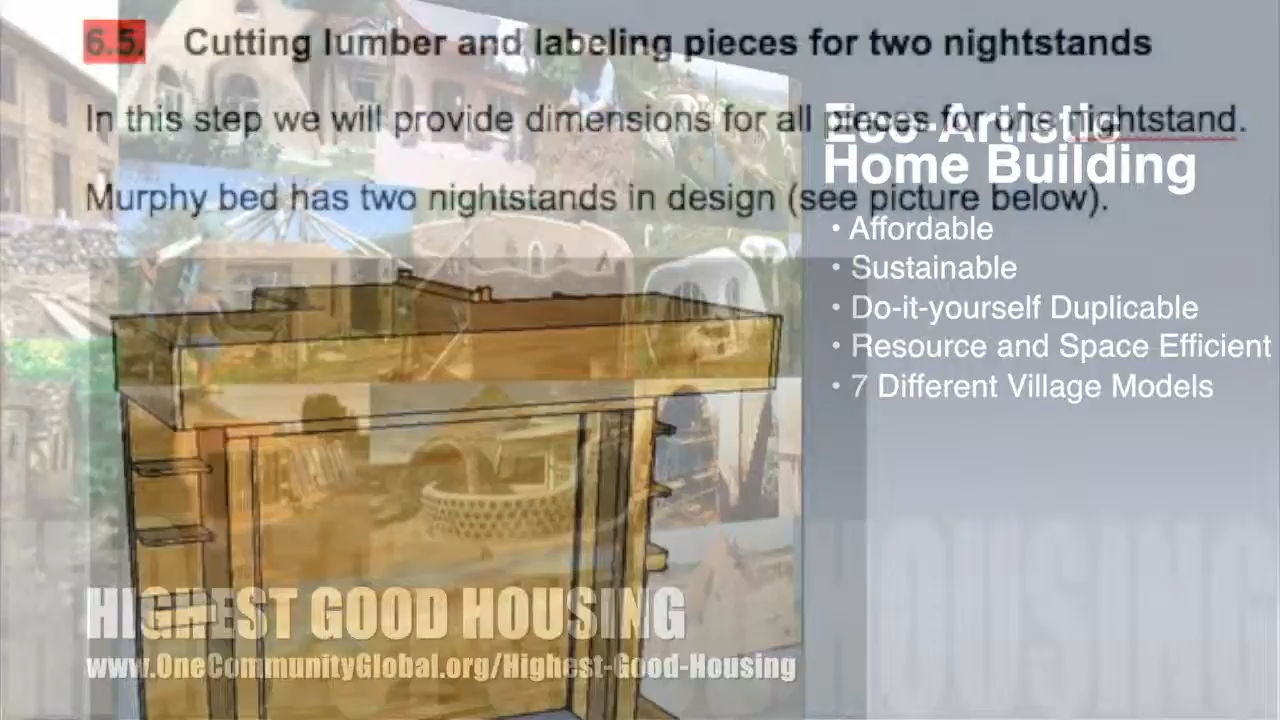 6.5. Cutting lumber and labeling pieces for two nightstands
In this step we will provide dimensions for all pieces for one nightstand.
Murphy bed has two nightstands in design (see picture below).
Eco-Artistic
Home Building
• Affordable
• Sustainable
• Do-it-yourself Duplicable
• Resource and Space Efficient
• 7 Different Village Models
HIGHEST GOOD HOUSING
www.OneCommunityGlobal.org/Highest-Good-Housing
HOUSING